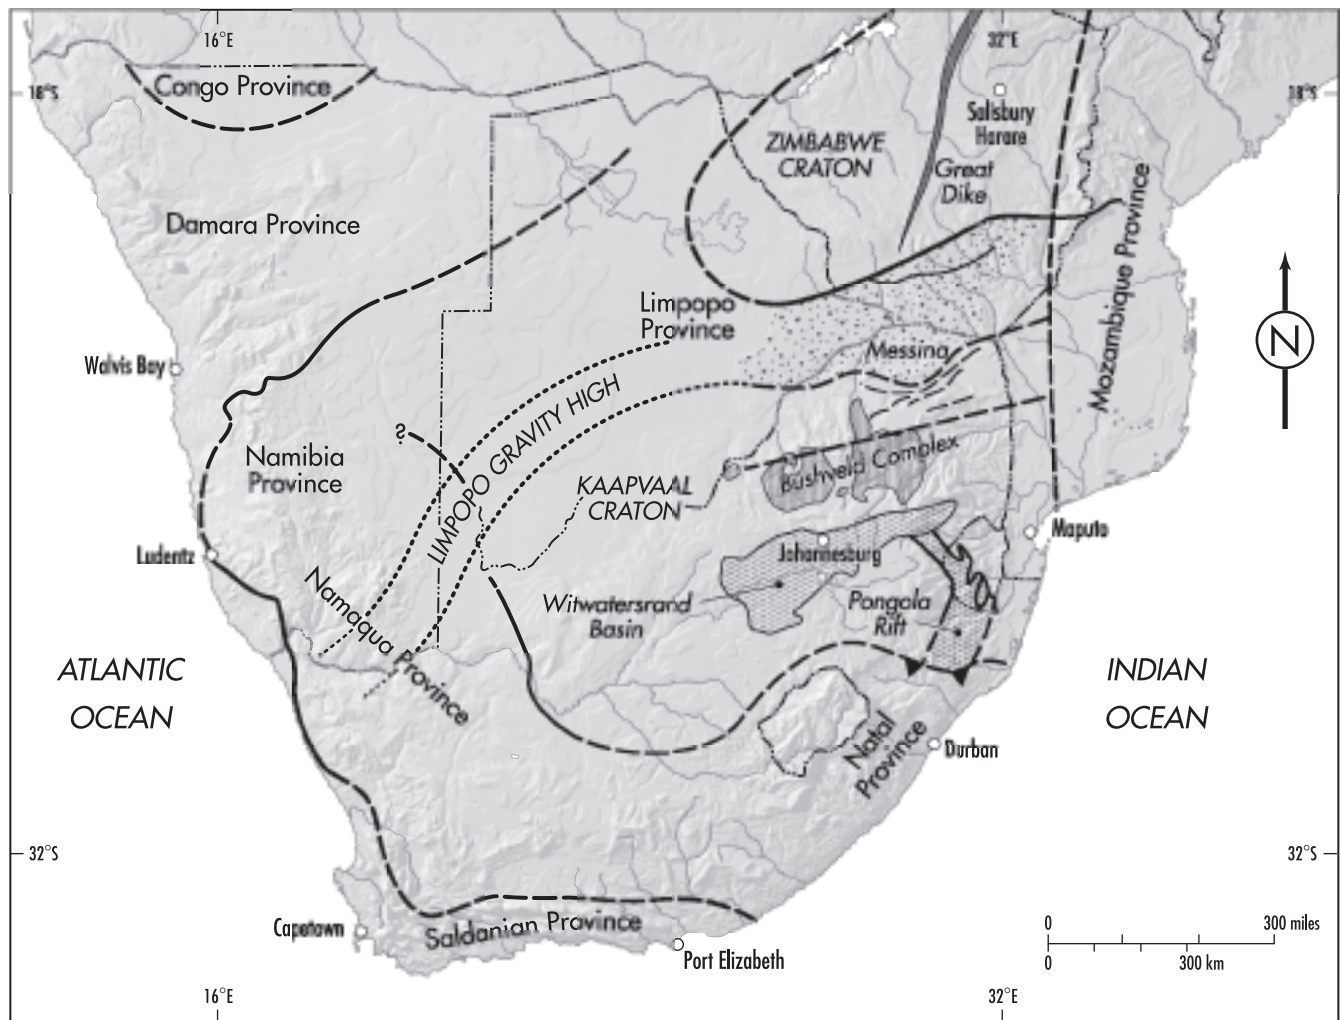 16°E
32°E
Congo Province
18°S
18°S
Salisbury
Harare
ZIMBABWE
CRATON
Great
Dike
Damara Province
Mozambique Province
Limpopo
Province
N
Messina
Walvis Bay
LIMPOPO GRAVITY HIGH
?
Namibia
Province
Bushveld Complex
KAAPVAAL
CRATON
Maputo
Ludentz
Johannesburg
Namaqua Province
Witwatersrand
Basin
Pongola
Rift
ATLANTIC
OCEAN
INDIAN
OCEAN
Natal
Province
Durban
32°S
32°S
Capetown
Saldanian Province
Port Elizabeth
0
300 miles
0
300 km
16°E
32°E